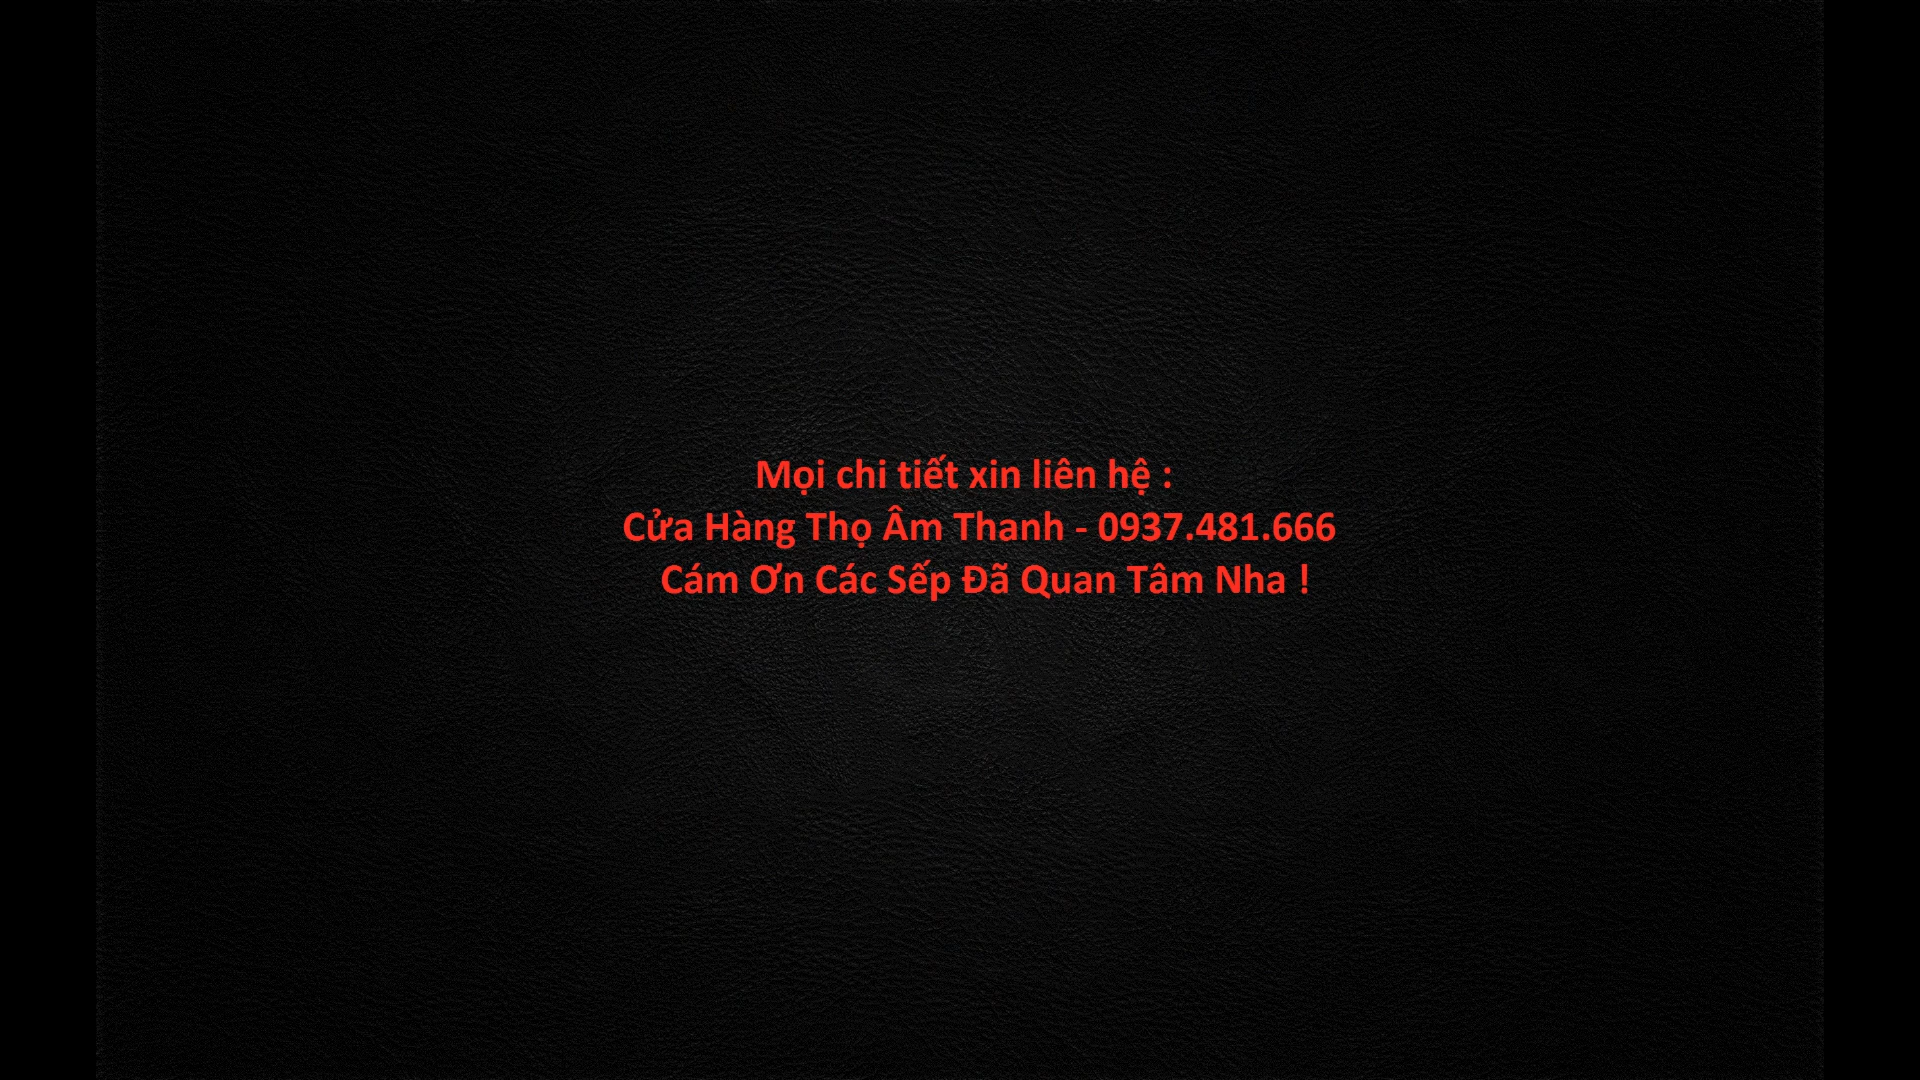 Mọi chi tiết xin liên hệ :
Cửa Hàng Thọ Âm Thanh - 0937.481.666
Cám Ơn Các Sếp Đã Quan Tâm Nha !